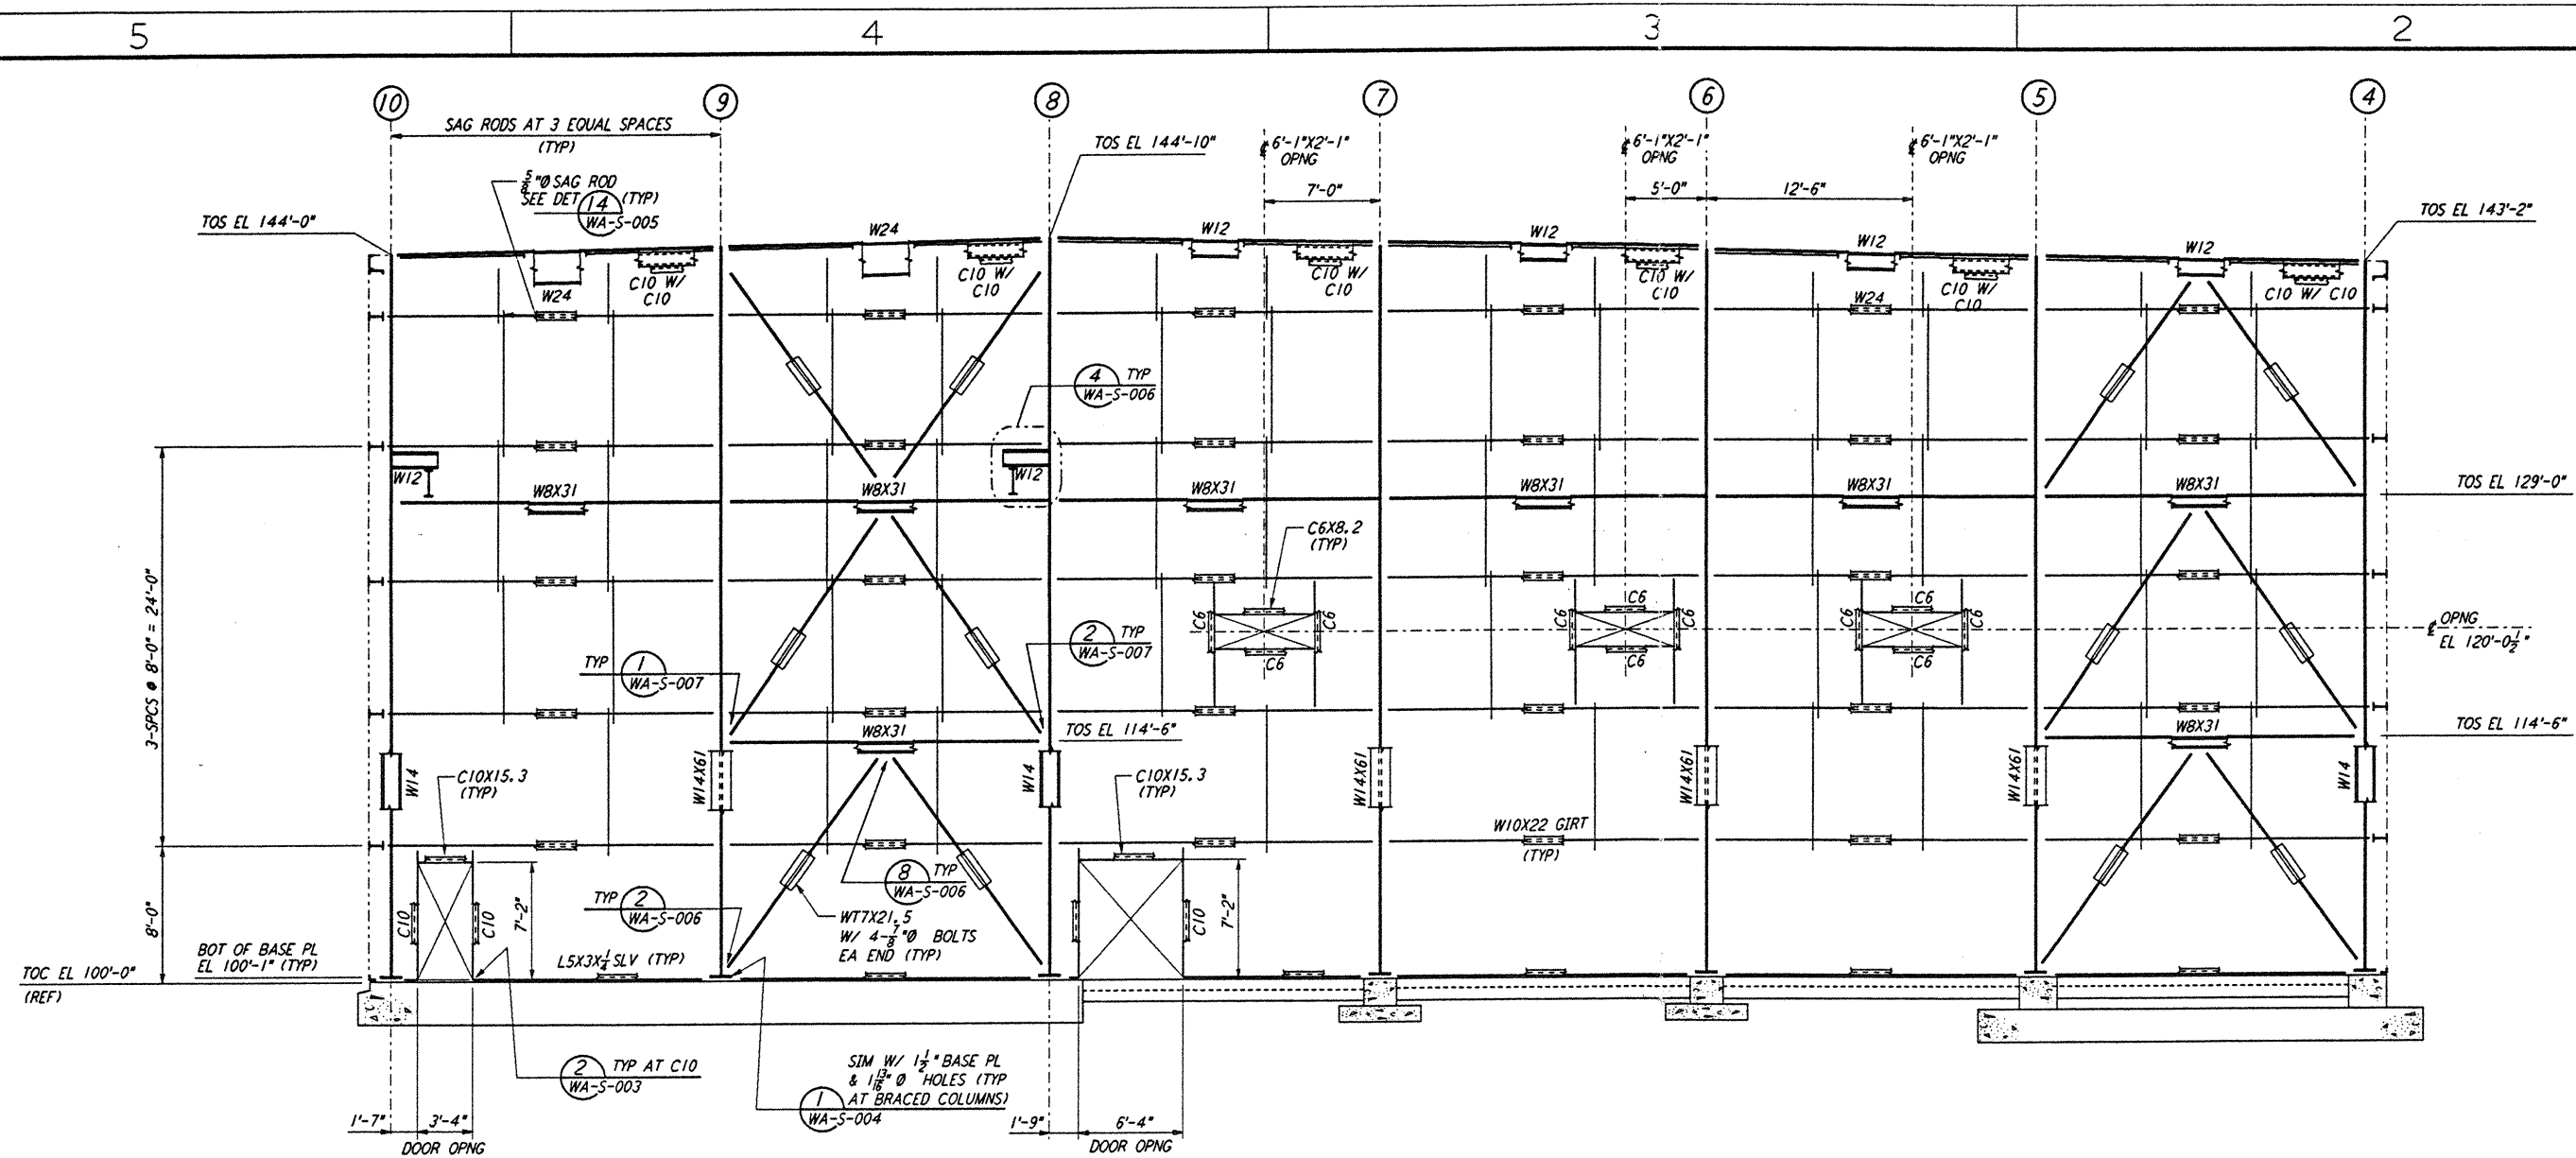 5 4 3 2
10 9 8 7 6 5 4
SAG RODS AT 3 EQUAL SPACES
(TYP)
TOS EL 144'-10"
℄ 6'-1"X2'-1"
OPNG
℄ 6'-1"X2'-1"
OPNG
℄ 6'-1"X2'-1"
OPNG
7'-0"
5'-0"
12'-6"
5/8"Ø SAG ROD
SEE DET 14 (TYP)
WA-S-005
TOS EL 144'-0"
TOS EL 143'-2"
W24
W12
W12
W12
W12
W24
C10 W/
C10
C10 W/
C10
C10 W/
C10
C10 W/
C10
W24
C10 W/
C10
C10 W/ C10
4 TYP
WA-S-006
W12
W12
W8X31
W8X31
W8X31
W8X31
W8X31
W8X31
TOS EL 129'-0"
C6X8.2
(TYP)
3-SPCS @ 8'-0" = 24'-0"
C6
C6
C6
C6
C6
C6
C6
C6
C6
C6
C6
℄ OPNG
EL 120'-0 1/2"
TYP 1
WA-S-007
2 TYP
WA-S-007
W8X31
TOS EL 114'-6"
W8X31
TOS EL 114'-6"
W14
W14X61
W14
W14X61
W14X61
W14X61
W14
C10X15.3
(TYP)
C10X15.3
(TYP)
W10X22 GIRT
(TYP)
8 TYP
WA-S-006
8'-0"
C10
C10
7'-2"
TYP 2
WA-S-006
WT7X21.5
W/ 4-7/8"Ø BOLTS
EA END (TYP)
C10
7'-2"
BOT OF BASE PL
EL 100'-1" (TYP)
L5X3X1/4 SLV (TYP)
TOC EL 100'-0"
(REF)
2 TYP AT C10
WA-S-003
SIM W/ 1 1/2" BASE PL
& 1 13/16"Ø HOLES (TYP
1 AT BRACED COLUMNS)
WA-S-004
1'-7"
3'-4"
DOOR OPNG
1'-9"
6'-4"
DOOR OPNG